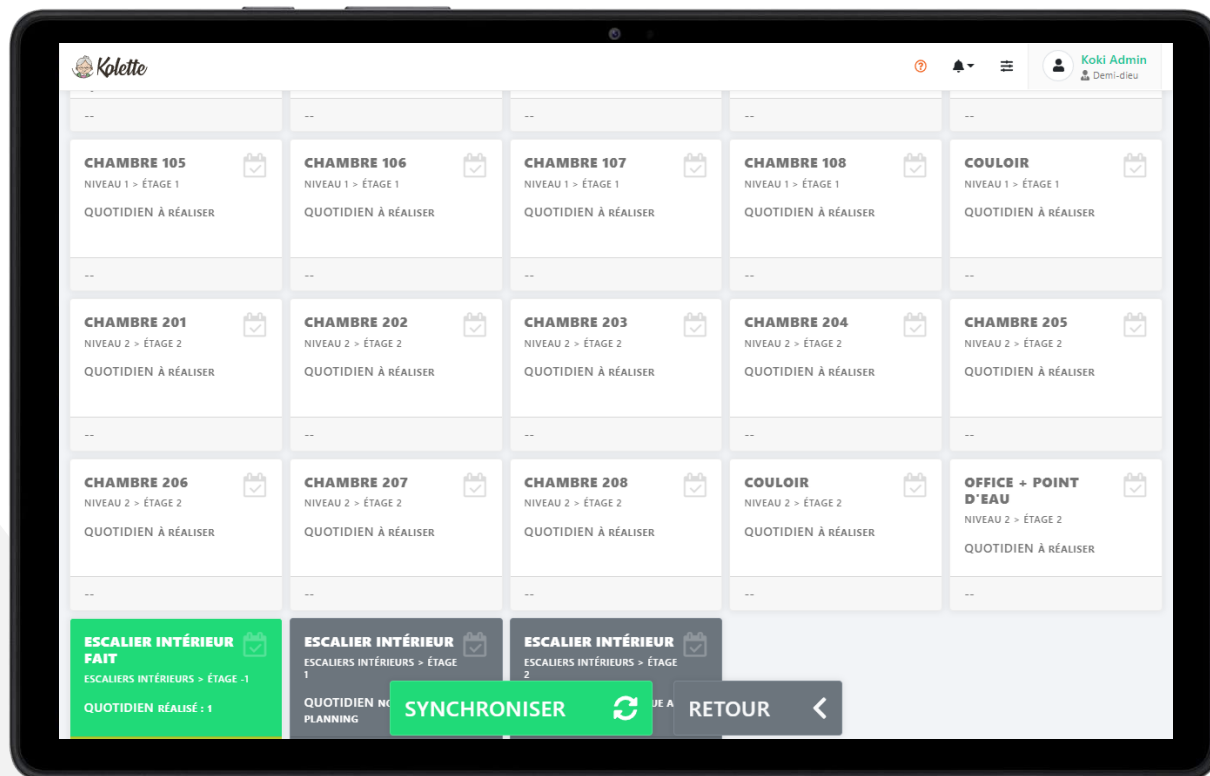 Kolette
?
Koki Admin
Demi-dieu
-- -- -- -- --
CHAMBRE 105
NIVEAU 1 > ÉTAGE 1
QUOTIDIEN À RÉALISER
--
CHAMBRE 106
NIVEAU 1 > ÉTAGE 1
QUOTIDIEN À RÉALISER
--
CHAMBRE 107
NIVEAU 1 > ÉTAGE 1
QUOTIDIEN À RÉALISER
--
CHAMBRE 108
NIVEAU 1 > ÉTAGE 1
QUOTIDIEN À RÉALISER
--
COULOIR
NIVEAU 1 > ÉTAGE 1
QUOTIDIEN À RÉALISER
--
CHAMBRE 201
NIVEAU 2 > ÉTAGE 2
QUOTIDIEN À RÉALISER
--
CHAMBRE 202
NIVEAU 2 > ÉTAGE 2
QUOTIDIEN À RÉALISER
--
CHAMBRE 203
NIVEAU 2 > ÉTAGE 2
QUOTIDIEN À RÉALISER
--
CHAMBRE 204
NIVEAU 2 > ÉTAGE 2
QUOTIDIEN À RÉALISER
--
CHAMBRE 205
NIVEAU 2 > ÉTAGE 2
QUOTIDIEN À RÉALISER
--
CHAMBRE 206
NIVEAU 2 > ÉTAGE 2
QUOTIDIEN À RÉALISER
--
CHAMBRE 207
NIVEAU 2 > ÉTAGE 2
QUOTIDIEN À RÉALISER
--
CHAMBRE 208
NIVEAU 2 > ÉTAGE 2
QUOTIDIEN À RÉALISER
--
COULOIR
NIVEAU 2 > ÉTAGE 2
QUOTIDIEN À RÉALISER
--
OFFICE + POINT
D'EAU
NIVEAU 2 > ÉTAGE 2
QUOTIDIEN À RÉALISER
--
ESCALIER INTÉRIEUR
FAIT
ESCALIERS INTÉRIEURS > ÉTAGE -1
QUOTIDIEN RÉALISÉ : 1
ESCALIER INTÉRIEUR
ESCALIERS INTÉRIEURS > ÉTAGE
1
QUOTIDIEN
PLANNING
ESCALIER INTÉRIEUR
ESCALIERS INTÉRIEURS > ÉTAGE
2
A
SYNCHRONISER
RETOUR